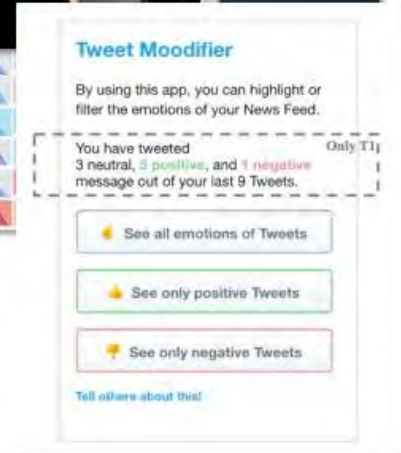 Tweet Moodifier
By using this app, you can highlight or
filter the emotions of your News Feed.
You have tweeted
Only T1
3 neutral, 5 positive, and 1 negative
message out of your last 9 Tweets.
See all emotions of Tweets
See only positive Tweets
See only negative Tweets
Tell others about this!